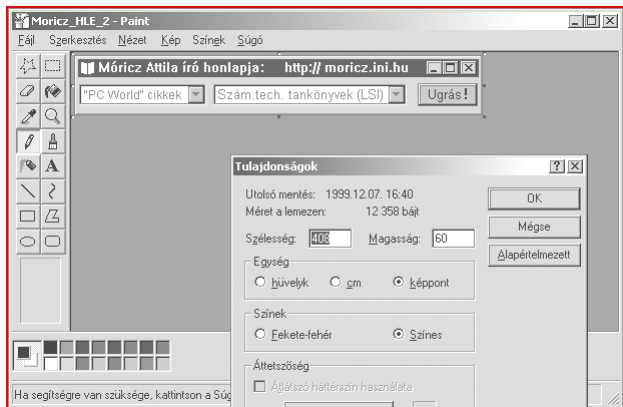 Moricz_HLE_2 - Paint
Fájl Szerkesztés Nézet Kép Színek Súgó
Móricz Attila író honlapja: http:// moricz.ini.hu
"PC World" cikkek Szám.tech. tankönyvek (LSI) Ugrás!
A
Tulajdonságok
Utolsó mentés: 1999.12.07. 16:40
OK
Méret a lemezen: 12 358 bájt
Mégse
Szélesség: 408 Magasság: 60
Alapértelmezett
Egység
hüvelyk cm képpont
Színek
Fekete-fehér Színes
Áttetszőség
Átlátszó háttérszín használata
Ha segítségre van szüksége, kattintson a Súg